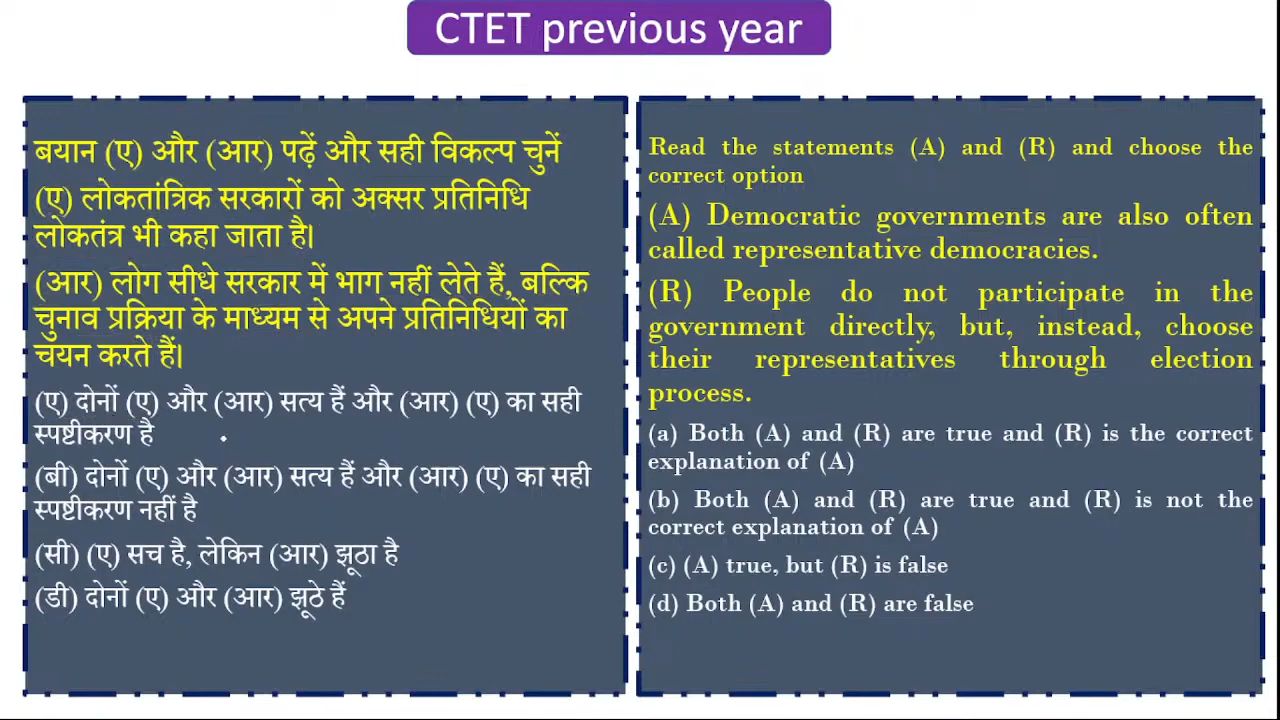 CTET previous year
बयान (ए) और (आर) पढ़ें और सही विकल्प चुनें
(ए) लोकतांत्रिक सरकारों को अक्सर प्रतिनिधि
लोकतंत्र भी कहा जाता है।
(आर) लोग सीधे सरकार में भाग नहीं लेते हैं, बल्कि
चुनाव प्रक्रिया के माध्यम से अपने प्रतिनिधियों का
चयन करते हैं।
(ए) दोनों (ए) और (आर) सत्य हैं और (आर) (ए) का सही
स्पष्टीकरण है
(बी) दोनों (ए) और (आर) सत्य हैं और (आर) (ए) का सही
स्पष्टीकरण नहीं है
(सी) (ए) सच है, लेकिन (आर) झूठा है
(डी) दोनों (ए) और (आर) झूठे हैं
Read the statements (A) and (R) and choose the
correct option
(A) Democratic governments are also often
called representative democracies.
(R) People do not participate in the
government directly, but, instead, choose
their representatives through election
process.
(a) Both (A) and (R) are true and (R) is the correct
explanation of (A)
(b) Both (A) and (R) are true and (R) is not the
correct explanation of (A)
(c) (A) true, but (R) is false
(d) Both (A) and (R) are false